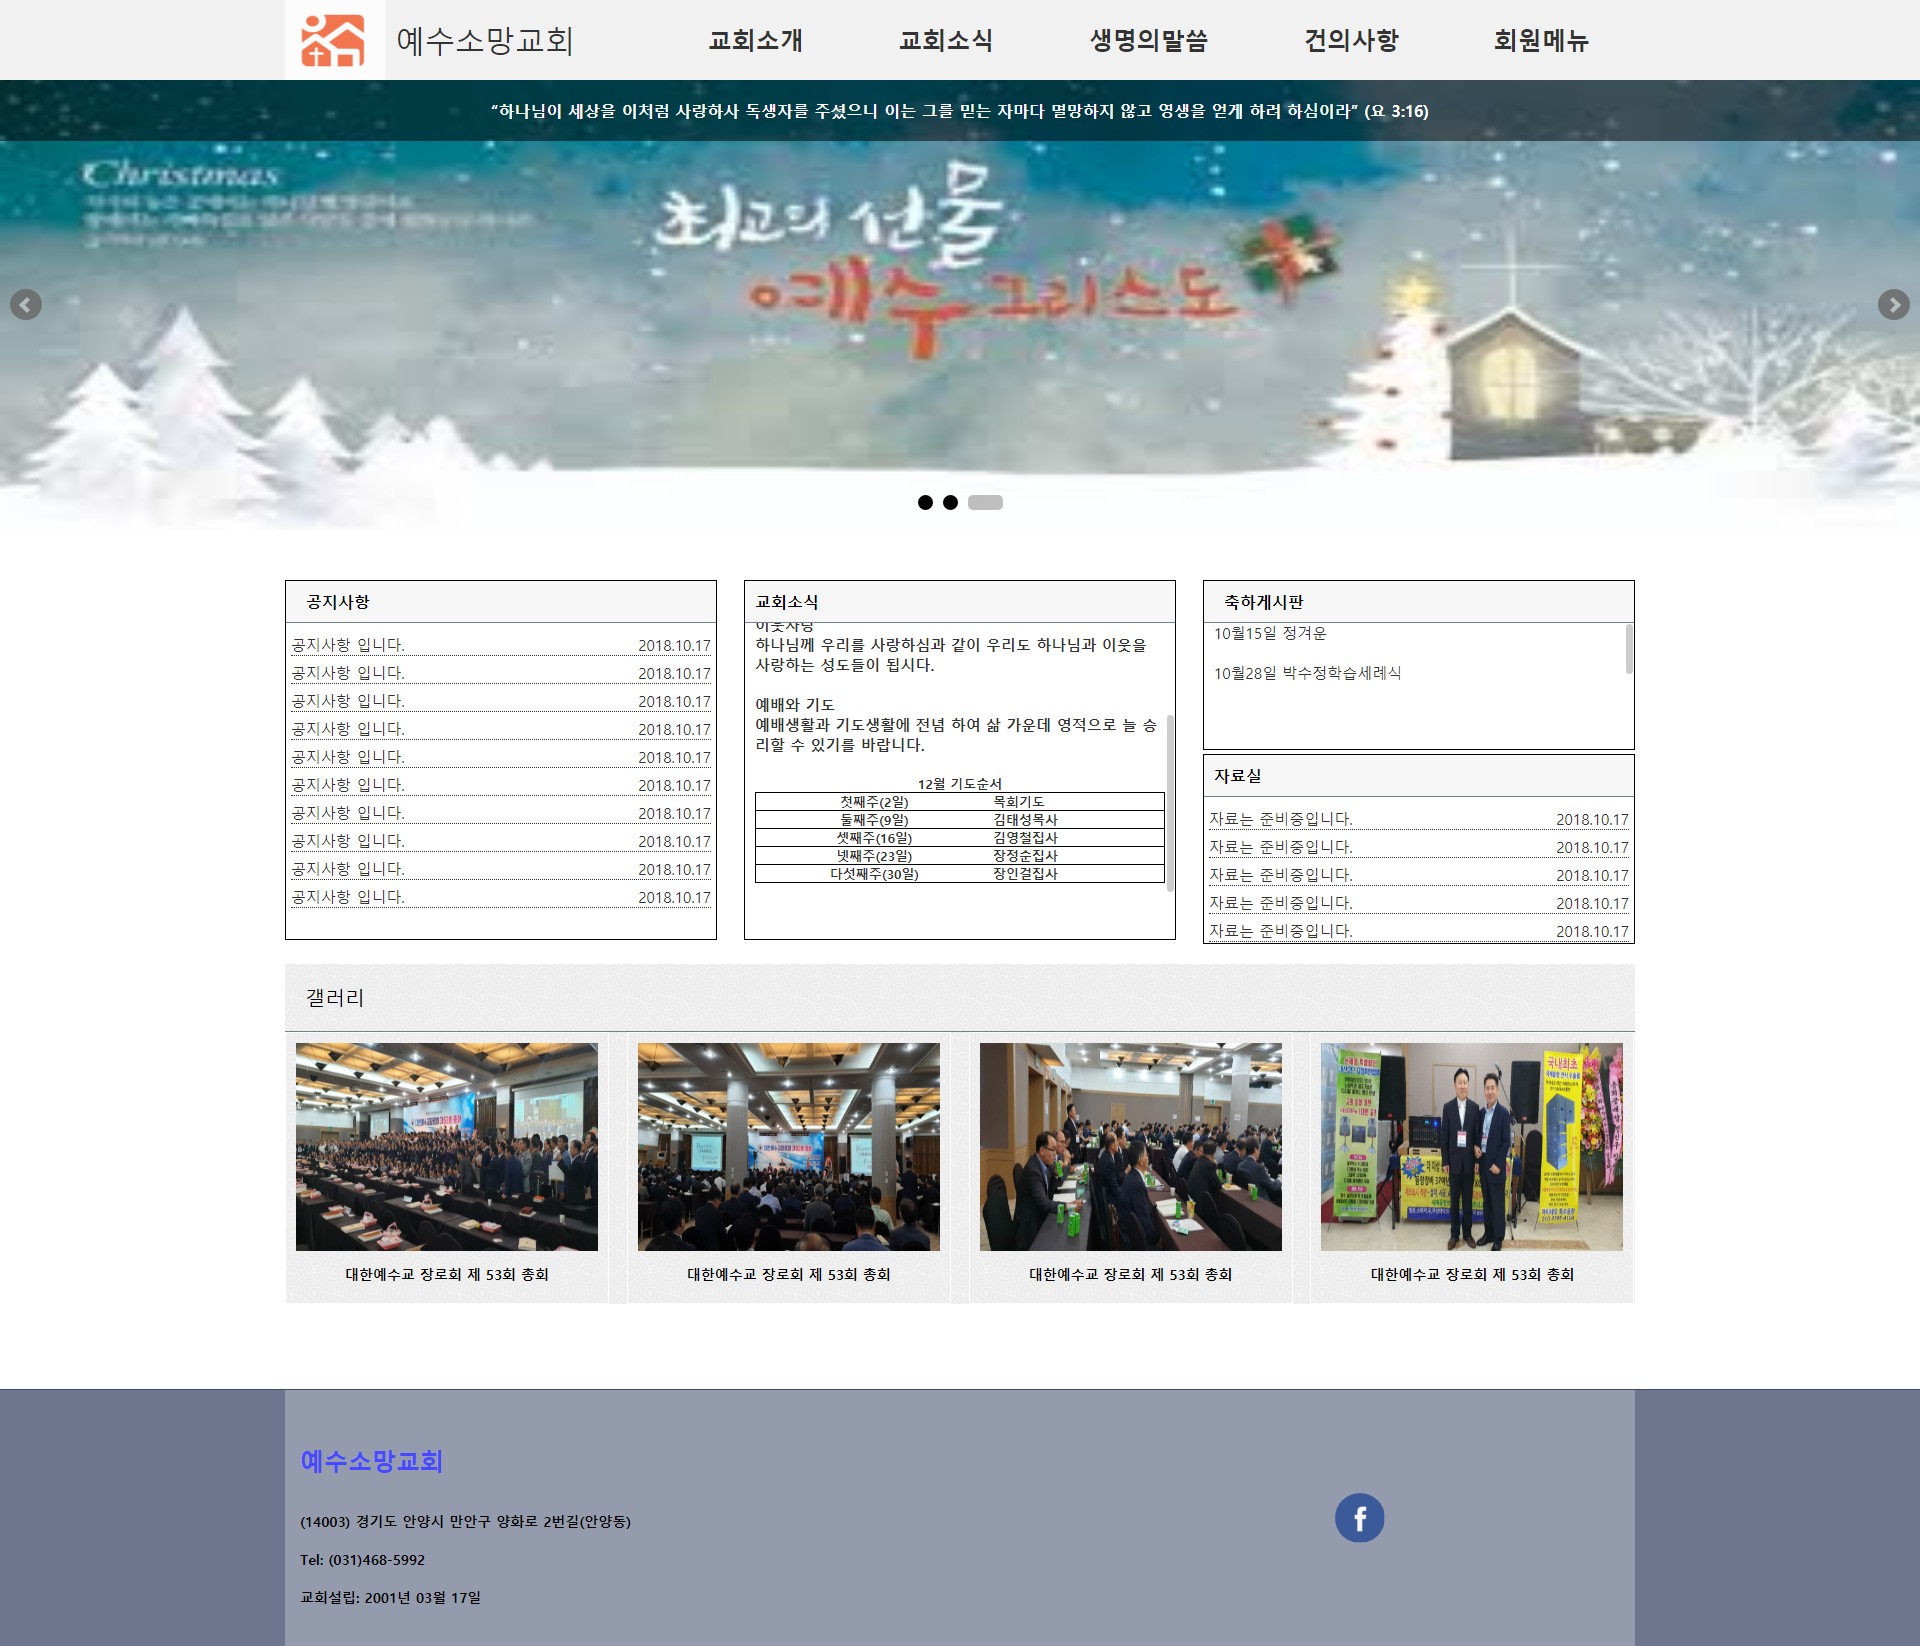 예수소망교회
교회소개
교회소식
생명의말씀
건의사항
회원메뉴
“하나님이 세상을 이처럼 사랑하사 독생자를 주셨으니 이는 그를 믿는 자마다 멸망하지 않고 영생을 얻게 하려 하심이라” (요 3:16)
Christmas
최고의 선물
예수그리스도
공지사항
공지사항 입니다. 2018.10.17
공지사항 입니다. 2018.10.17
공지사항 입니다. 2018.10.17
공지사항 입니다. 2018.10.17
공지사항 입니다. 2018.10.17
공지사항 입니다. 2018.10.17
공지사항 입니다. 2018.10.17
공지사항 입니다. 2018.10.17
공지사항 입니다. 2018.10.17
공지사항 입니다. 2018.10.17
교회소식
이웃사랑
하나님께 우리를 사랑하심과 같이 우리도 하나님과 이웃을
사랑하는 성도들이 됩시다.
예배와 기도
예배생활과 기도생활에 전념 하여 삶 가운데 영적으로 늘 승
리할 수 있기를 바랍니다.
12월 기도순서
첫째주(2일) 목회기도
둘째주(9일) 김태성목사
셋째주(16일) 김영철집사
넷째주(23일) 장정순집사
다섯째주(30일) 장인걸집사
축하게시판
10월15일 정겨운
10월28일 박수정학습세례식
자료실
자료는 준비중입니다. 2018.10.17
자료는 준비중입니다. 2018.10.17
자료는 준비중입니다. 2018.10.17
자료는 준비중입니다. 2018.10.17
자료는 준비중입니다. 2018.10.17
갤러리
국내최초
대한예수교 장로회 제 53회 총회
대한예수교 장로회 제 53회 총회
대한예수교 장로회 제 53회 총회
대한예수교 장로회 제 53회 총회
예수소망교회
(14003) 경기도 안양시 만안구 양화로 2번길(안양동)
Tel: (031)468-5992
교회설립: 2001년 03월 17일
f